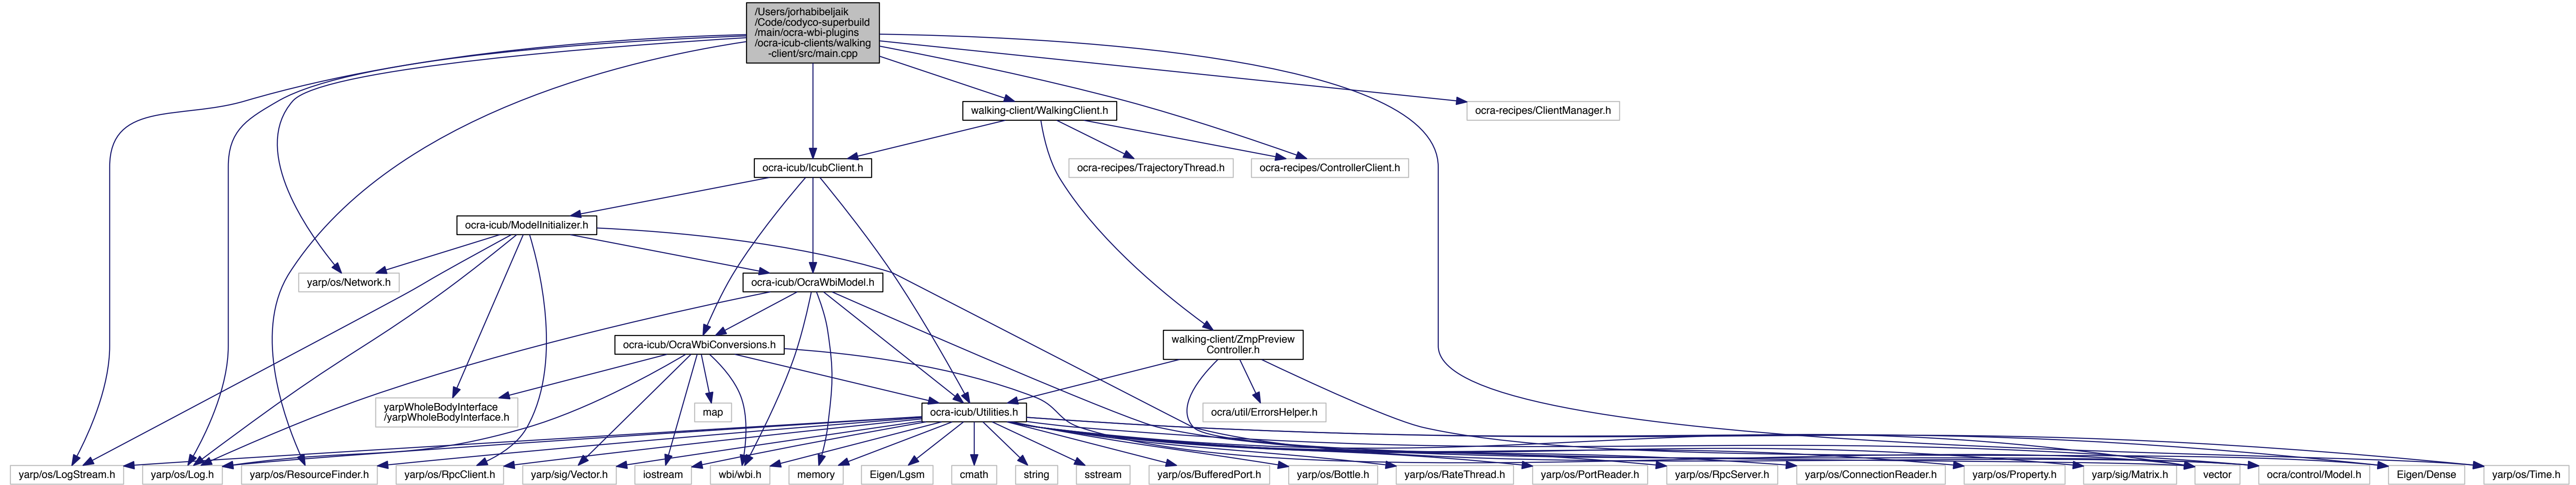 /Users/jorhabibeljaik
/Code/codyco-superbuild
/main/ocra-wbi-plugins
/ocra-icub-clients/walking
-client/src/main.cpp
walking-client/WalkingClient.h
ocra-recipes/ClientManager.h
ocra-icub/IcubClient.h
ocra-recipes/TrajectoryThread.h
ocra-recipes/ControllerClient.h
ocra-icub/ModelInitializer.h
yarp/os/Network.h
ocra-icub/OcraWbiModel.h
ocra-icub/OcraWbiConversions.h
walking-client/ZmpPreview
Controller.h
yarpWholeBodyInterface
/yarpWholeBodyInterface.h
map
ocra-icub/Utilities.h
ocra/util/ErrorsHelper.h
yarp/os/LogStream.h
yarp/os/Log.h
yarp/os/ResourceFinder.h
yarp/os/RpcClient.h
yarp/sig/Vector.h
iostream
wbi/wbi.h
memory
Eigen/Lgsm
cmath
string
sstream
yarp/os/BufferedPort.h
yarp/os/Bottle.h
yarp/os/RateThread.h
yarp/os/PortReader.h
yarp/os/RpcServer.h
yarp/os/ConnectionReader.h
yarp/os/Property.h
yarp/sig/Matrix.h
vector
ocra/control/Model.h
Eigen/Dense
yarp/os/Time.h